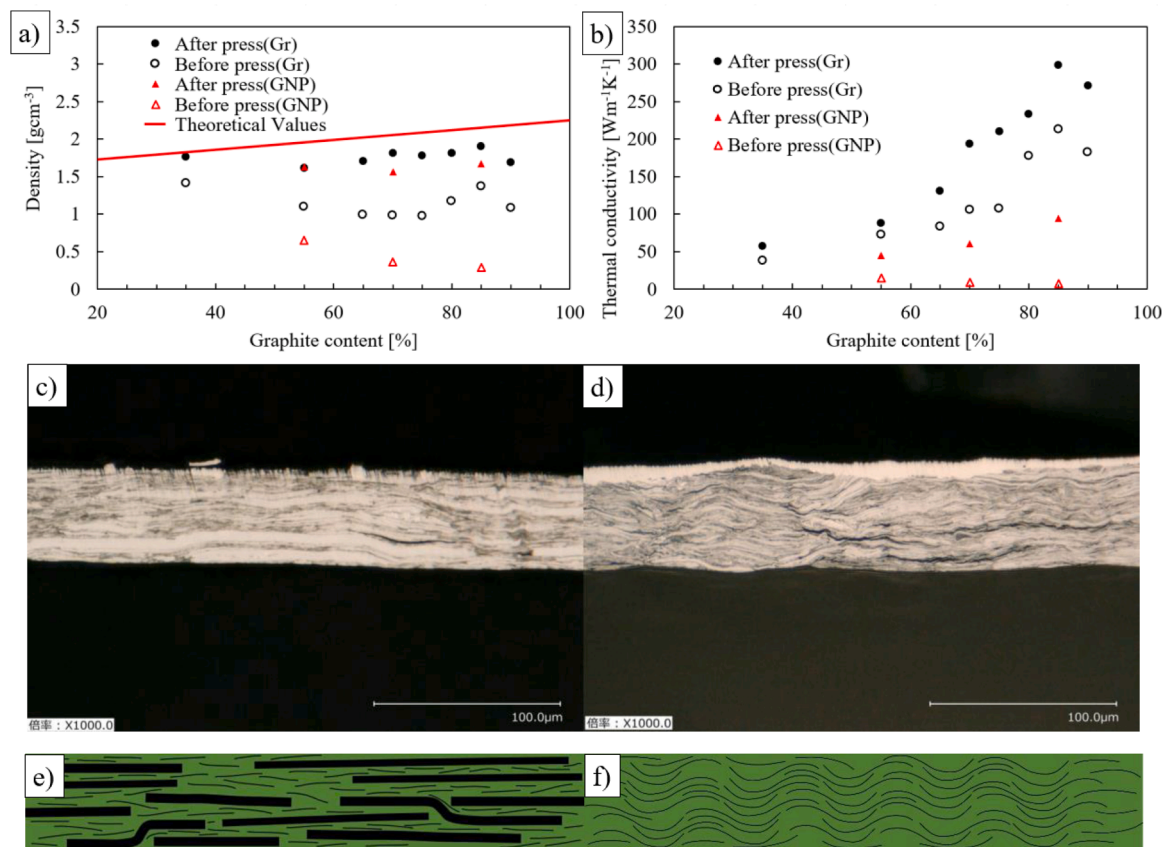 a)
3.5
3
2.5
2
1.5
1
0.5
0
Density [gcm⁻³]
After press(Gr)
Before press(Gr)
After press(GNP)
Before press(GNP)
Theoretical Values
20 40 60 80 100
Graphite content [%]
b)
350
300
250
200
150
100
50
0
Thermal conductivity [Wm⁻¹K⁻¹]
After press(Gr)
Before press(Gr)
After press(GNP)
Before press(GNP)
20 40 60 80 100
Graphite content [%]
c)
100.0μm
倍率：X1000.0
d)
100.0μm
倍率：X1000.0
e)
f)